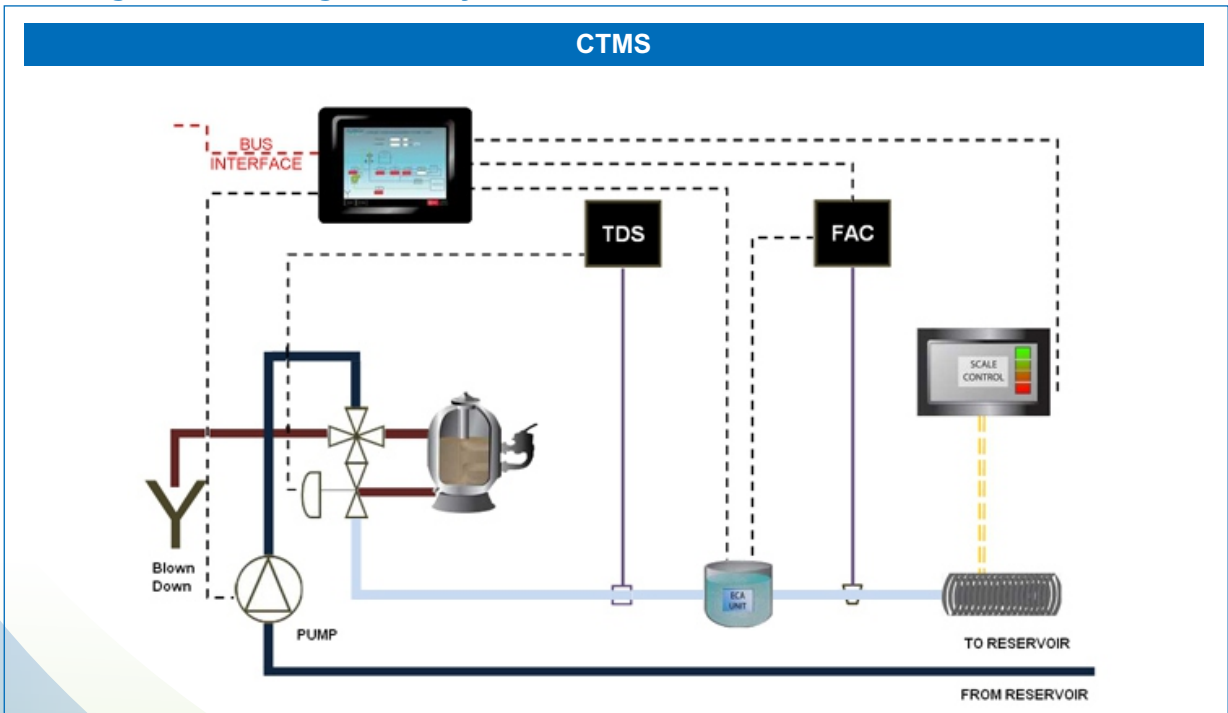 CTMS
BUS
INTERFACE
TDS
FAC
SCALE
CONTROL
Blown
Down
ECA
UNIT
PUMP
TO RESERVOIR
FROM RESERVOIR